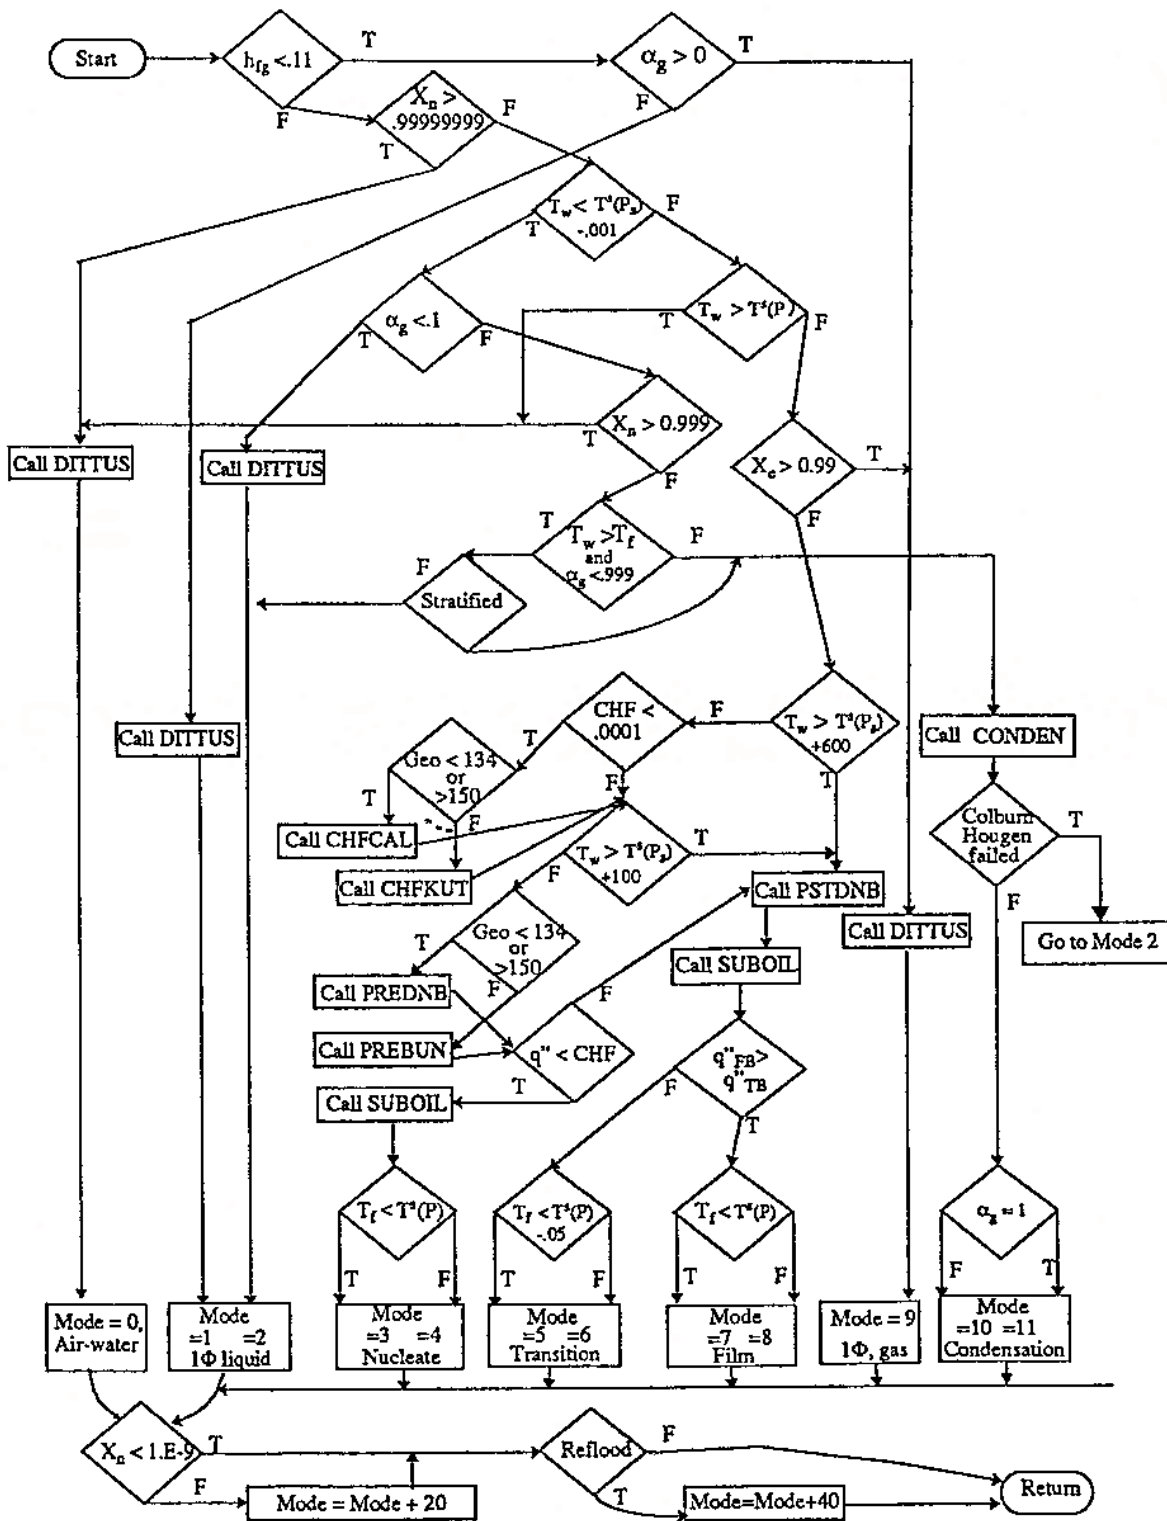 Start
h_fg <.11
T
α_g > 0
T
F
X_n >
.99999999
F
F
T
T_w < T^s(P_s)
-.001
F
T
T_w > T^s(P)
T
F
α_g <.1
T
F
X_n > 0.999
T
F
X_e > 0.99
T
F
Call DITTUS
Call DITTUS
T
T_w >T_f
and
α_g <.999
F
F
Stratified
CHF <
.0001
F
T_w > T^s(P_s)
+600
T
T
F
Geo < 134
or
>150
T
F
Call DITTUS
Call CONDEN
Call CHFCAL
T_w > T^s(P_s)
+100
T
F
Colburn
Hougen
failed
T
F
Call CHFKUT
Call PSTDNB
Call DITTUS
Go to Mode 2
Geo < 134
or
>150
T
F
Call SUBOIL
Call PREDNB
F
Call PREBUN
q" < CHF
T
Call SUBOIL
q"_FB >
q"_TB
F
T
T_f < T^s(P)
T
F
T_f < T^s(P)
-.05
T
F
T_f < T^s(P)
T
F
α_g = 1
F
T
Mode = 0,
Air-water
Mode
=1 =2
1Φ liquid
Mode
=3 =4
Nucleate
Mode
=5 =6
Transition
Mode
=7 =8
Film
Mode = 9
1Φ, gas
Mode
=10 =11
Condensation
X_n < 1.E-9
T
F
Mode = Mode + 20
Reflood
F
T
Mode=Mode+40
Return